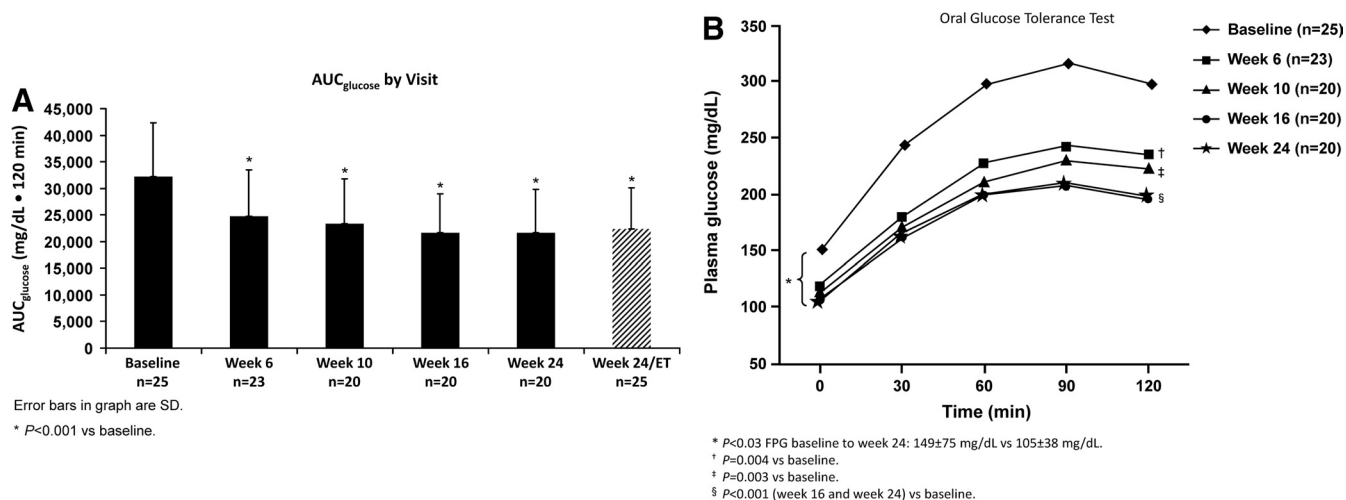 A
AUCglucose by Visit
AUCglucose (mg/dL • 120 min)
45,000
40,000
35,000
30,000
25,000
20,000
15,000
10,000
5,000
0
* * * * *
Baseline Week 6 Week 10 Week 16 Week 24 Week 24/ET
n=25 n=23 n=20 n=20 n=20 n=25
Error bars in graph are SD.
* P<0.001 vs baseline.
B
Oral Glucose Tolerance Test
Plasma glucose (mg/dL)
350
300
250
200
150
100
50
*
†
‡
§
0 30 60 90 120
Time (min)
Baseline (n=25)
Week 6 (n=23)
Week 10 (n=20)
Week 16 (n=20)
Week 24 (n=20)
* P<0.03 FPG baseline to week 24: 149±75 mg/dL vs 105±38 mg/dL.
† P=0.004 vs baseline.
‡ P=0.003 vs baseline.
§ P<0.001 (week 16 and week 24) vs baseline.